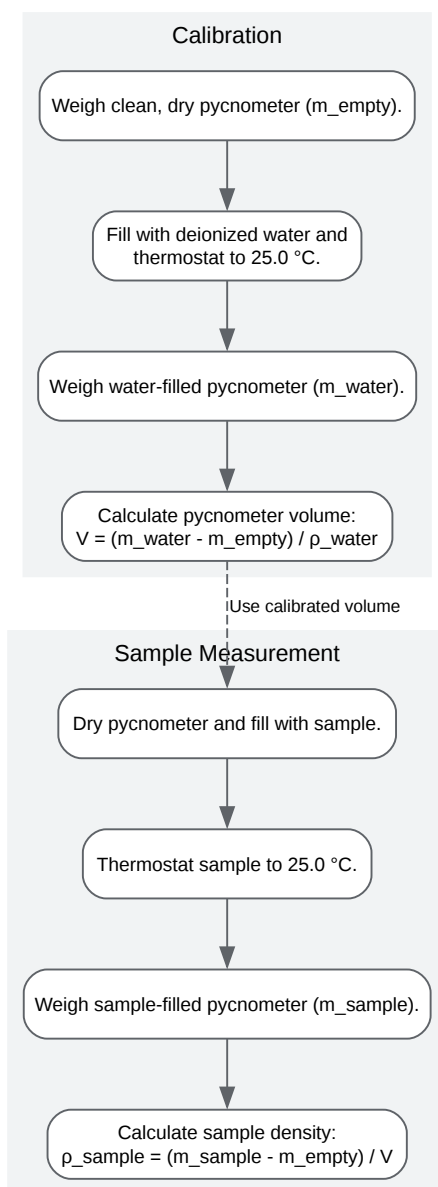 Calibration
Weigh clean, dry pycnometer (m_empty).
Fill with deionized water and
thermostat to 25.0 °C.
Weigh water-filled pycnometer (m_water).
Calculate pycnometer volume:
V = (m_water - m_empty) / ρ_water
Use calibrated volume
Sample Measurement
Dry pycnometer and fill with sample.
Thermostat sample to 25.0 °C.
Weigh sample-filled pycnometer (m_sample).
Calculate sample density:
ρ_sample = (m_sample - m_empty) / V